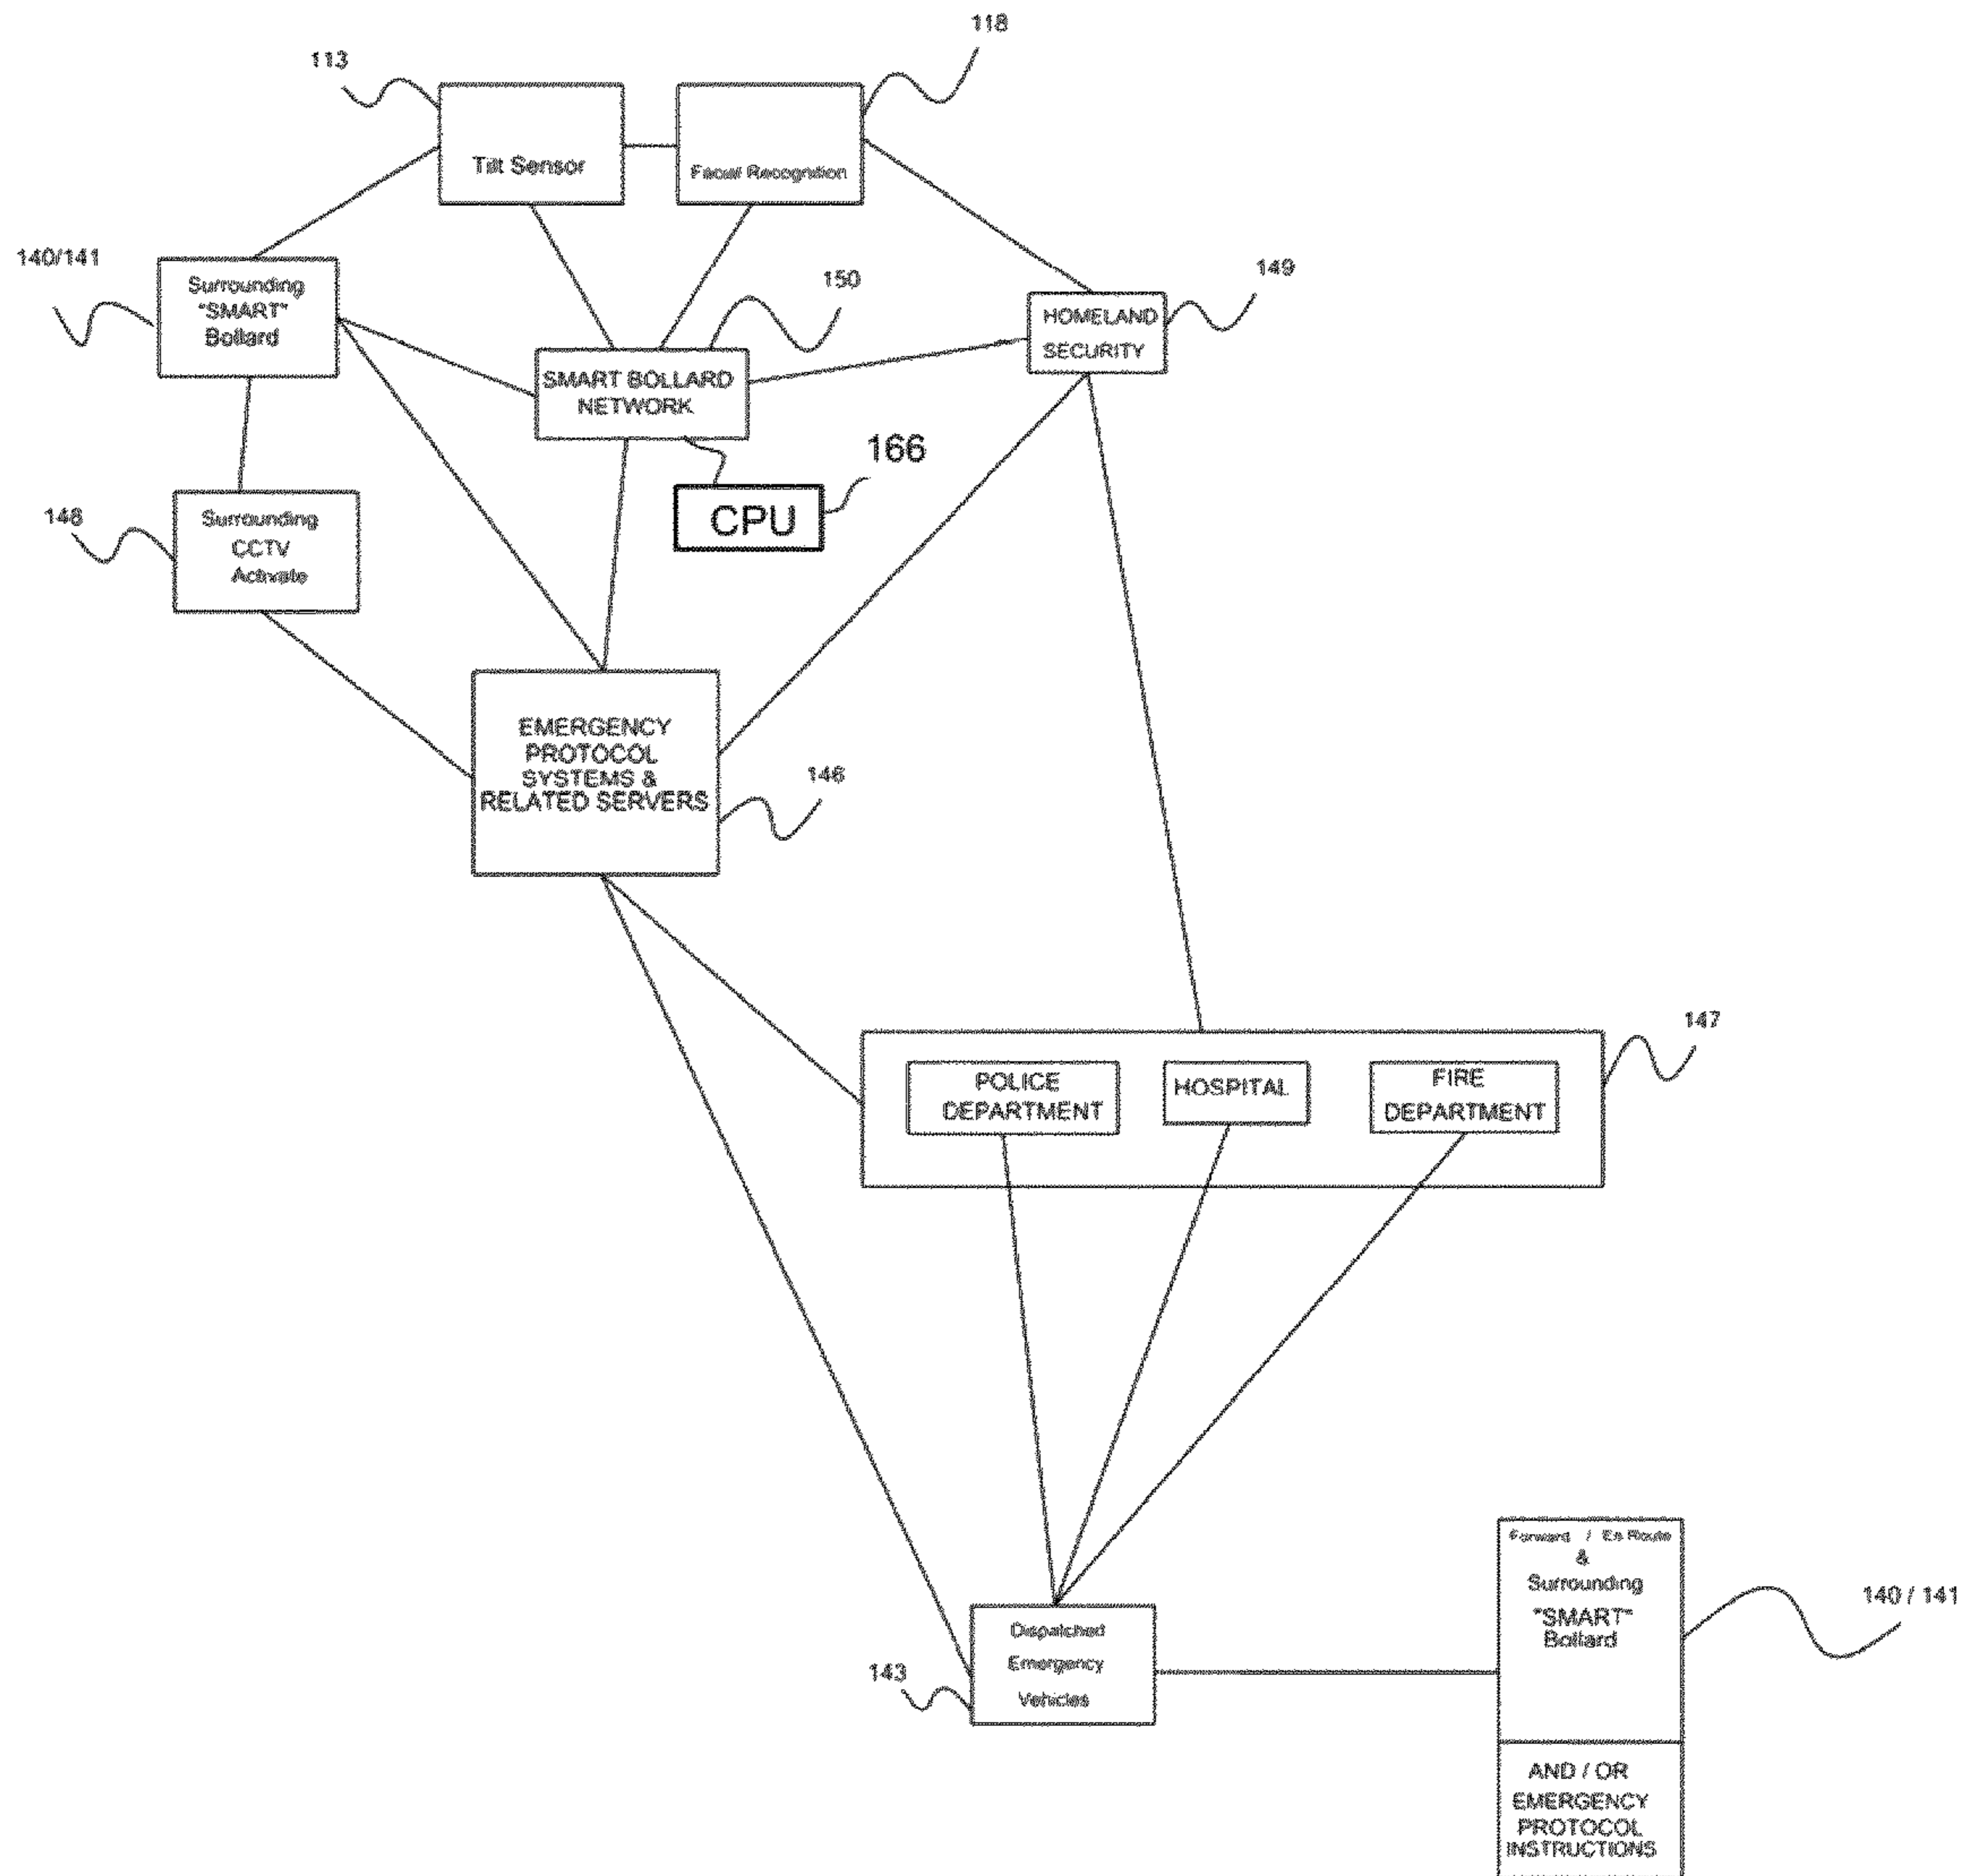 118
113
Tilt Sensor
Facial Recognition
140/141
Surrounding
"SMART"
Bollard
150
149
HOMELAND
SECURITY
SMART BOLLARD
NETWORK
166
CPU
148
Surrounding
CCTV
Activate
EMERGENCY
PROTOCOL
SYSTEMS &
RELATED SERVERS
146
147
POLICE
DEPARTMENT
HOSPITAL
FIRE
DEPARTMENT
Forward / En Route
&
Surrounding
"SMART"
Bollard
140 / 141
Dispatched
Emergency
Vehicles
143
AND / OR
EMERGENCY
PROTOCOL
INSTRUCTIONS